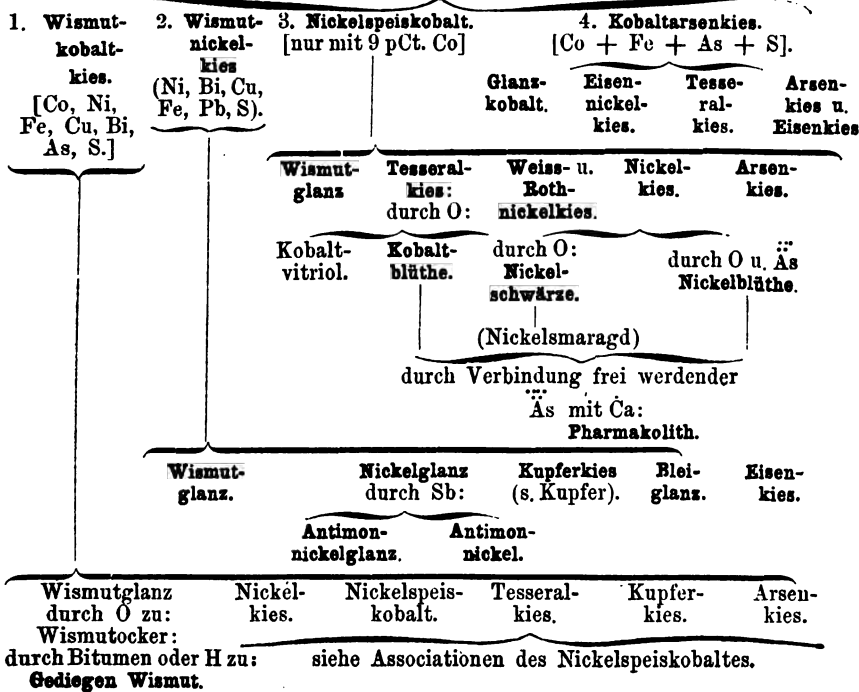 1. Wismut- 2. Wismut- 3. Nickelspeiskobalt. 4. Kobaltarsenkies.
kobalt- nickel- [nur mit 9 pCt. Co] [Co + Fe + As + S].
kies. kies
[Co, Ni, (Ni, Bi, Cu, Glanz- Eisen- Tesse- Arsen-
Fe, Cu, Bi, Fe, Pb, S). kobalt. nickel- ral- kies u.
As, S.] kies. kies. Eisenkies
Wismut- Tesseral- Weiss- u. Nickel- Arsen-
glanz kies: Roth- kies. kies.
durch O: nickelkies.
Kobalt- Kobalt- durch O: durch O u. A̎s
vitriol. blüthe. Nickel- Nickelblüthe.
schwärze.
(Nickelsmaragd)
durch Verbindung frei werdender
A̎s mit Ċa:
Pharmakolith.
Wismut- Nickelglanz Kupferkies Blei- Eisen-
glanz. durch Sb: (s. Kupfer). glanz. kies.
Antimon- Antimon-
nickelglanz. nickel.
Wismutglanz Nickel- Nickelspeis- Tesseral- Kupfer- Arsen-
durch O zu: kies. kobalt. kies. kies. kies.
Wismutocker:
durch Bitumen oder H zu: siehe Associationen des Nickelspeiskobaltes.
Gediegen Wismut.